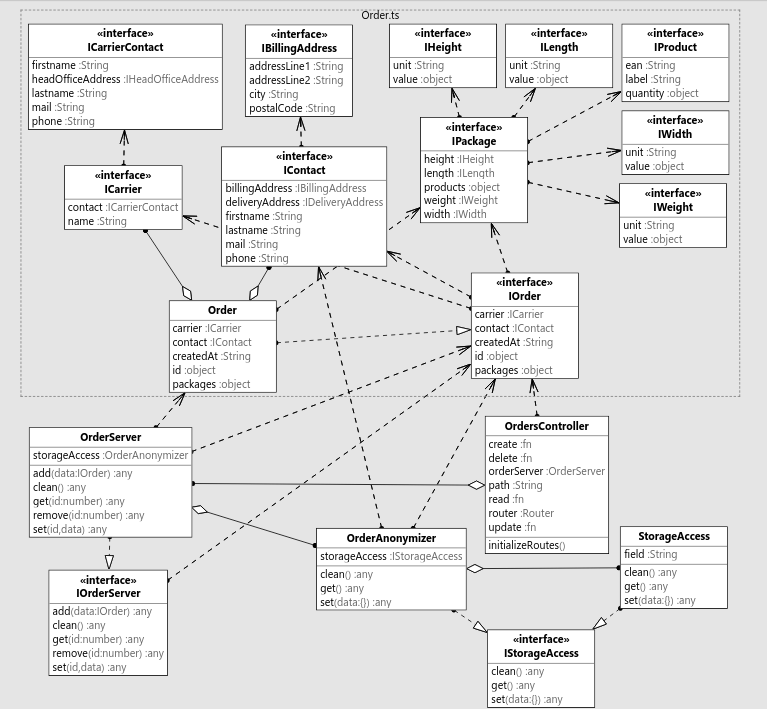 Order.ts
«interface»
ICarrierContact
firstname :String
headOfficeAddress :IHeadOfficeAddress
lastname :String
mail :String
phone :String
«interface»
IBillingAddress
addressLine1 :String
addressLine2 :String
city :String
postalCode :String
«interface»
IHeight
unit :String
value :object
«interface»
ILength
unit :String
value :object
«interface»
IProduct
ean :String
label :String
quantity :object
«interface»
IPackage
height :IHeight
length :ILength
products :object
weight :IWeight
width :IWidth
«interface»
IWidth
unit :String
value :object
«interface»
ICarrier
contact :ICarrierContact
name :String
«interface»
IContact
billingAddress :IBillingAddress
deliveryAddress :IDeliveryAddress
firstname :String
lastname :String
mail :String
phone :String
«interface»
IWeight
unit :String
value :object
Order
carrier :ICarrier
contact :IContact
createdAt :String
id :object
packages :object
«interface»
IOrder
carrier :ICarrier
contact :IContact
createdAt :String
id :object
packages :object
OrderServer
storageAccess :OrderAnonymizer
add(data:IOrder) :any
clean() :any
get(id:number) :any
remove(id:number) :any
set(id,data) :any
OrdersController
create :fn
delete :fn
orderServer :OrderServer
path :String
read :fn
router :Router
update :fn
initializeRoutes()
OrderAnonymizer
storageAccess :IStorageAccess
clean() :any
get() :any
set(data:{}) :any
StorageAccess
field :String
clean() :any
get() :any
set(data:{}) :any
«interface»
IOrderServer
add(data:IOrder) :any
clean() :any
get(id:number) :any
remove(id:number) :any
set(id,data) :any
«interface»
IStorageAccess
clean() :any
get() :any
set(data:{}) :any